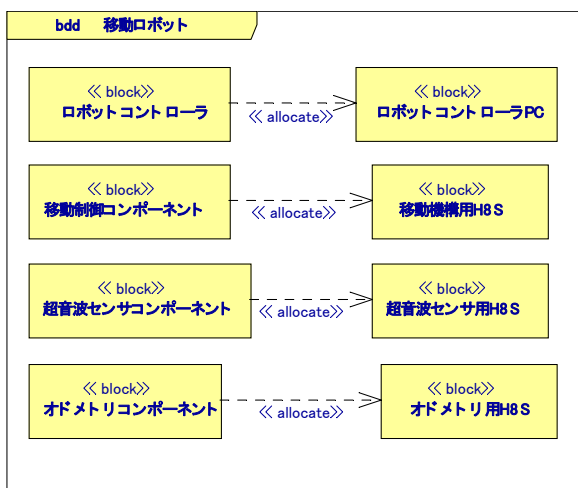 bdd 移動ロボット
≪block≫ ≪block≫
ロボットコントローラ ロボットコントローラPC
≪allocate≫
≪block≫ ≪block≫
移動制御コンポーネント 移動機構用H8S
≪allocate≫
≪block≫ ≪block≫
超音波センサコンポーネント 超音波センサ用H8S
≪allocate≫
≪block≫ ≪block≫
オドメトリコンポーネント オドメトリ用H8S
≪allocate≫